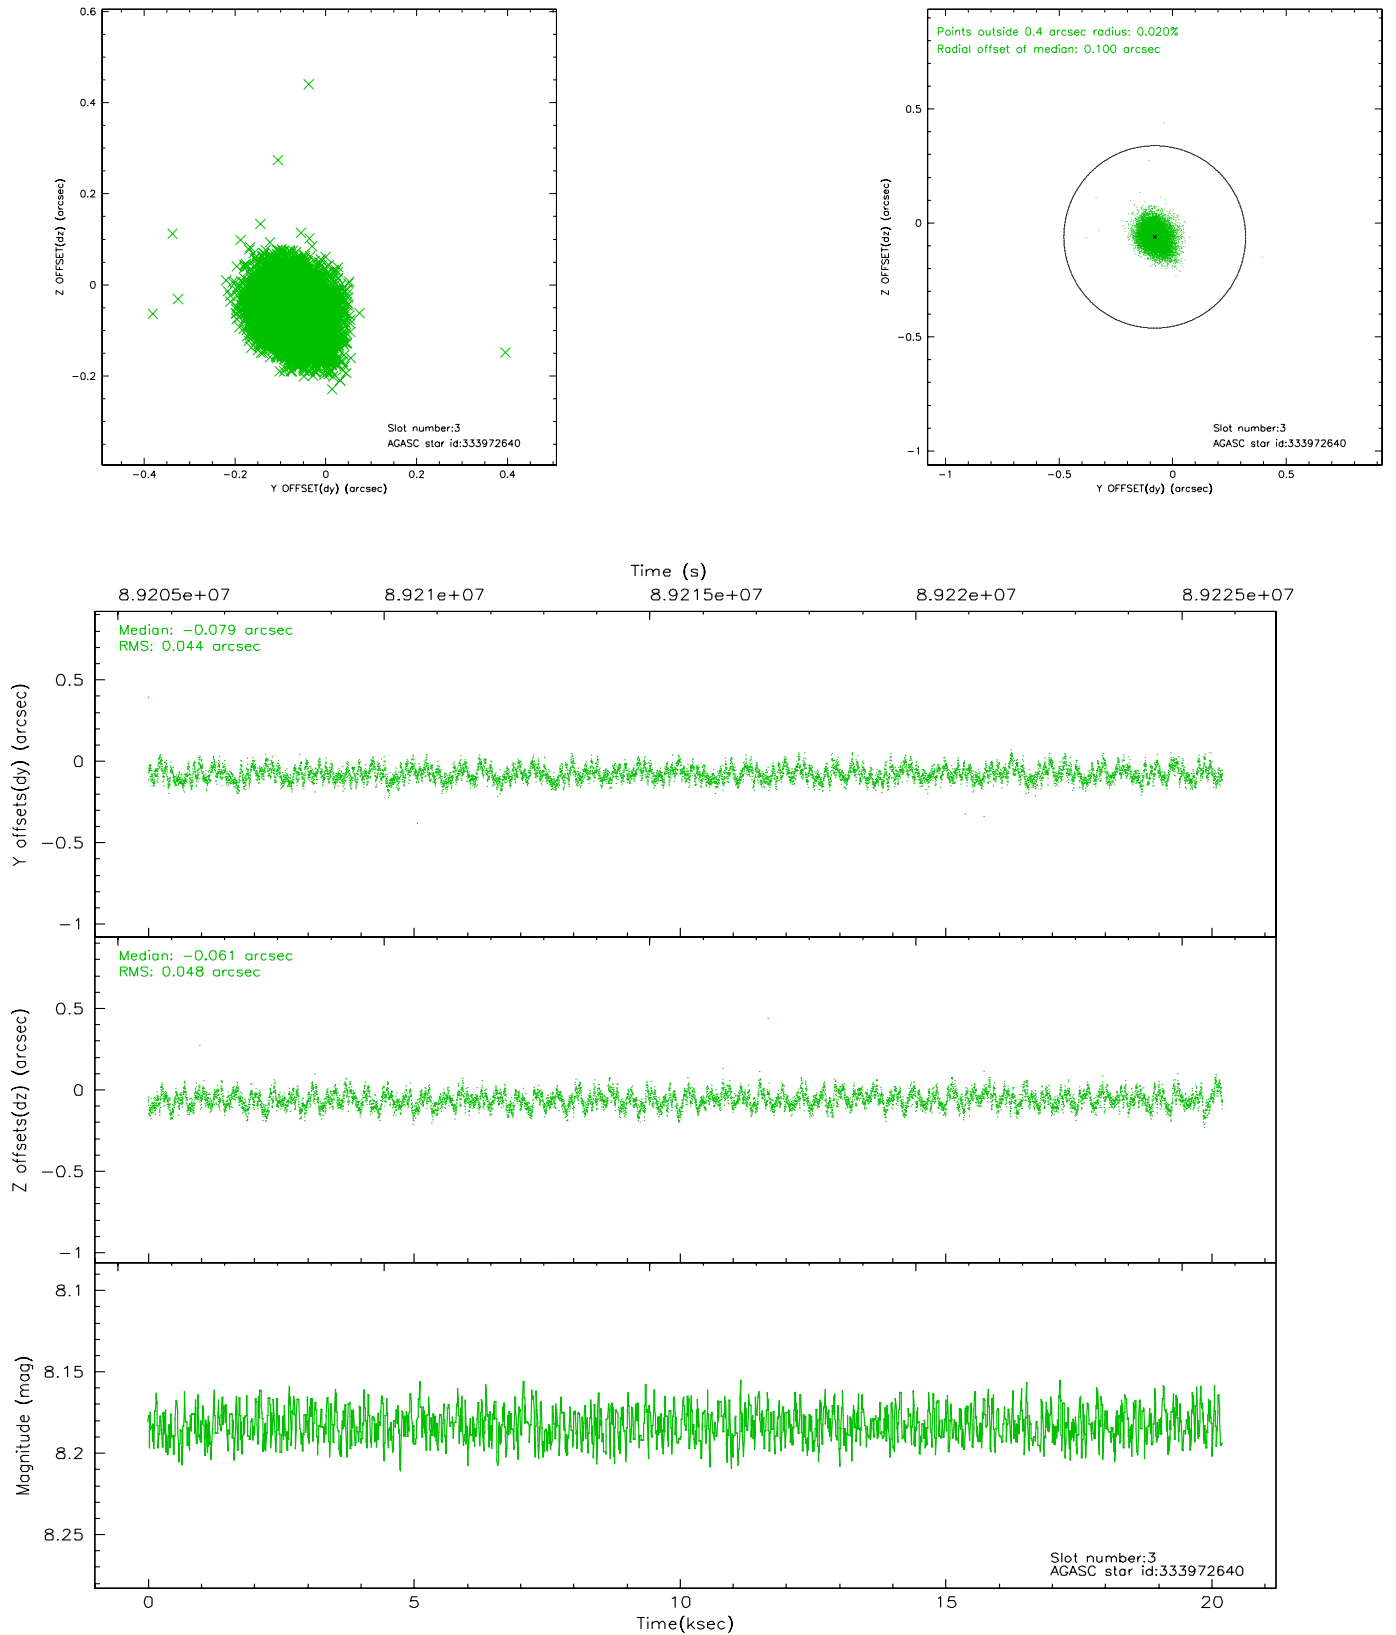 0.6
0.4
0.2
0
−0.2
−0.4
−0.2
0
0.2
0.4
Z OFFSET(dz) (arcsec)
Y OFFSET(dy) (arcsec)
Slot number:3
AGASC star id:333972640
Points outside 0.4 arcsec radius: 0.020%
Radial offset of median: 0.100 arcsec
0.5
0
−0.5
−1
−1
−0.5
0
0.5
Z OFFSET(dz) (arcsec)
Y OFFSET(dy) (arcsec)
Slot number:3
AGASC star id:333972640
Time (s)
8.9205e+07
8.921e+07
8.9215e+07
8.922e+07
8.9225e+07
Median: −0.079 arcsec
RMS: 0.044 arcsec
0.5
0
−0.5
−1
Y offsets(dy) (arcsec)
Median: −0.061 arcsec
RMS: 0.048 arcsec
0.5
0
−0.5
−1
Z offsets(dz) (arcsec)
8.1
8.15
8.2
8.25
Magnitude (mag)
Slot number:3
AGASC star id:333972640
0
5
10
15
20
Time(ksec)